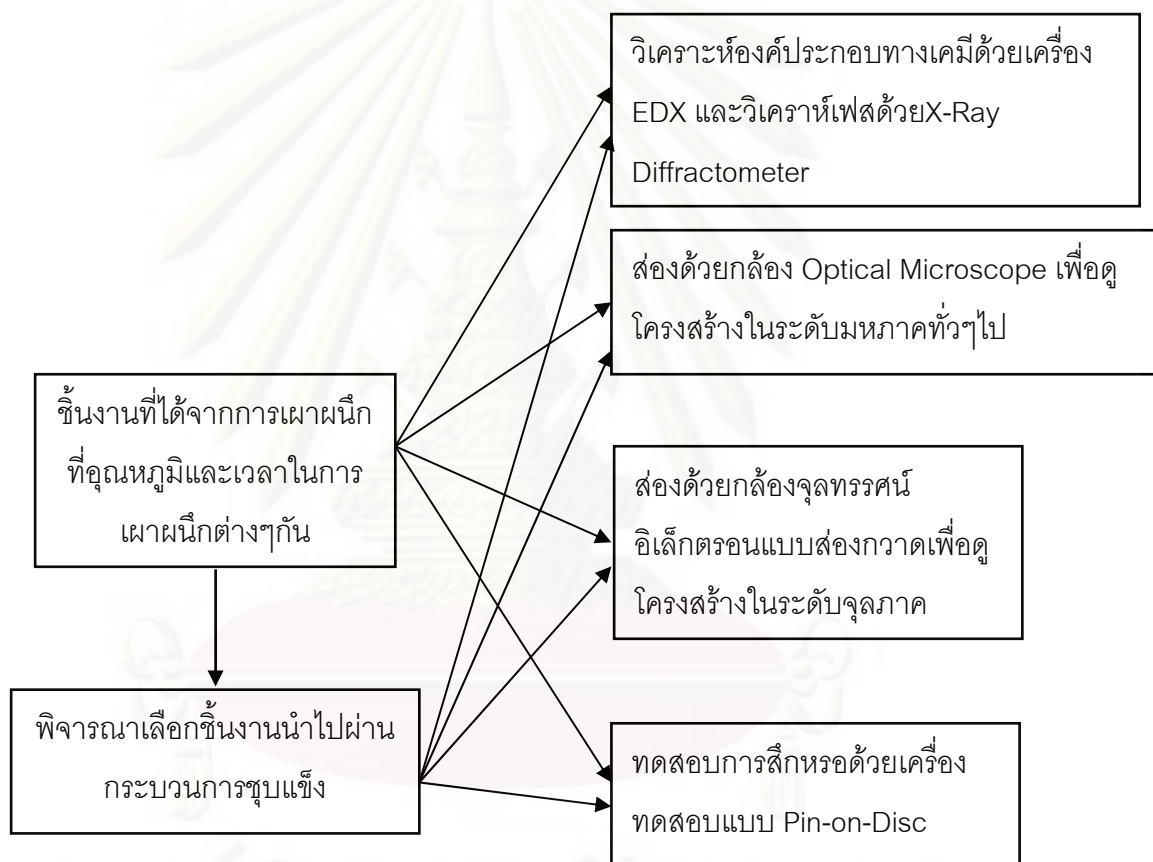 วิเคราะห์องค์ประกอบทางเคมีด้วยเครื่อง
EDX และวิเคราห์เฟสด้วยX-Ray
Diffractometer
ส่องด้วยกล้อง Optical Microscope เพื่อดู
โครงสร้างในระดับมหภาคทั่วๆไป
ชิ้นงานที่ได้จากการเผาผนึก
ที่อุณหภูมิและเวลาในการ
เผาผนึกต่างๆกัน
ส่องด้วยกล้องจุลทรรศน์
อิเล็กตรอนแบบส่องกวาดเพื่อดู
โครงสร้างในระดับจุลภาค
พิจารณาเลือกชิ้นงานนำไปผ่าน
กระบวนการชุบแข็ง
ทดสอบการสึกหรอด้วยเครื่อง
ทดสอบแบบ Pin-on-Disc